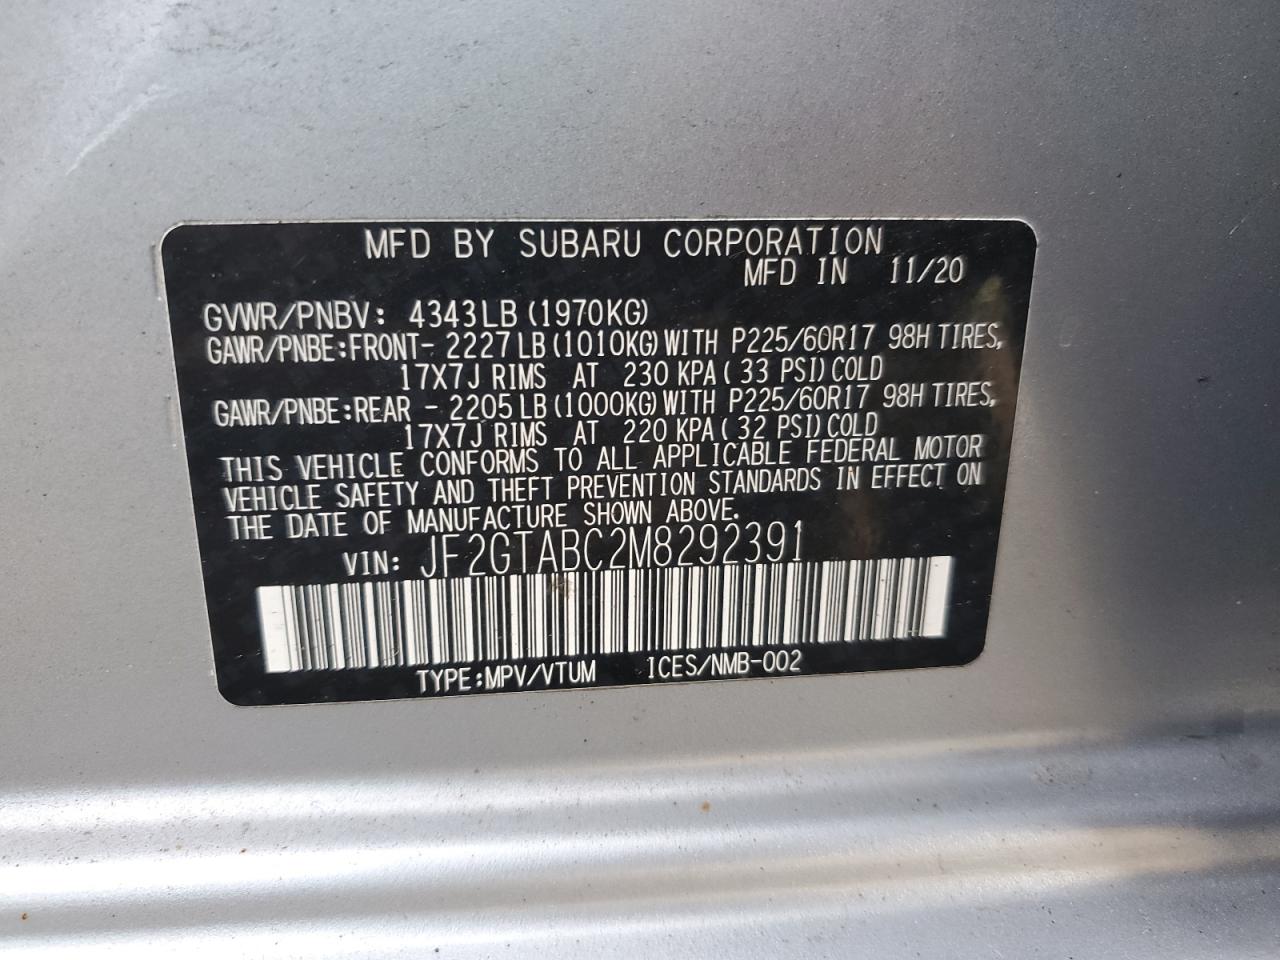 MFD BY SUBARU CORPORATION
MFD IN 11/20
GVWR/PNBV: 4343LB (1970KG)
GAWR/PNBE:FRONT- 2227LB (1010KG) WITH P225/60R17 98H TIRES,
17X7J RIMS AT 230 KPA ( 33 PSI) COLD
GAWR/PNBE:REAR - 2205LB (1000KG) WITH P225/60R17 98H TIRES,
17X7J RIMS AT 220 KPA ( 32 PSI) COLD
THIS VEHICLE CONFORMS TO ALL APPLICABLE FEDERAL MOTOR
VEHICLE SAFETY AND THEFT PREVENTION STANDARDS IN EFFECT ON
THE DATE OF MANUFACTURE SHOWN ABOVE.
VIN: JF2GTABC2M8292391
TYPE:MPV/VTUM ICES/NMB-002